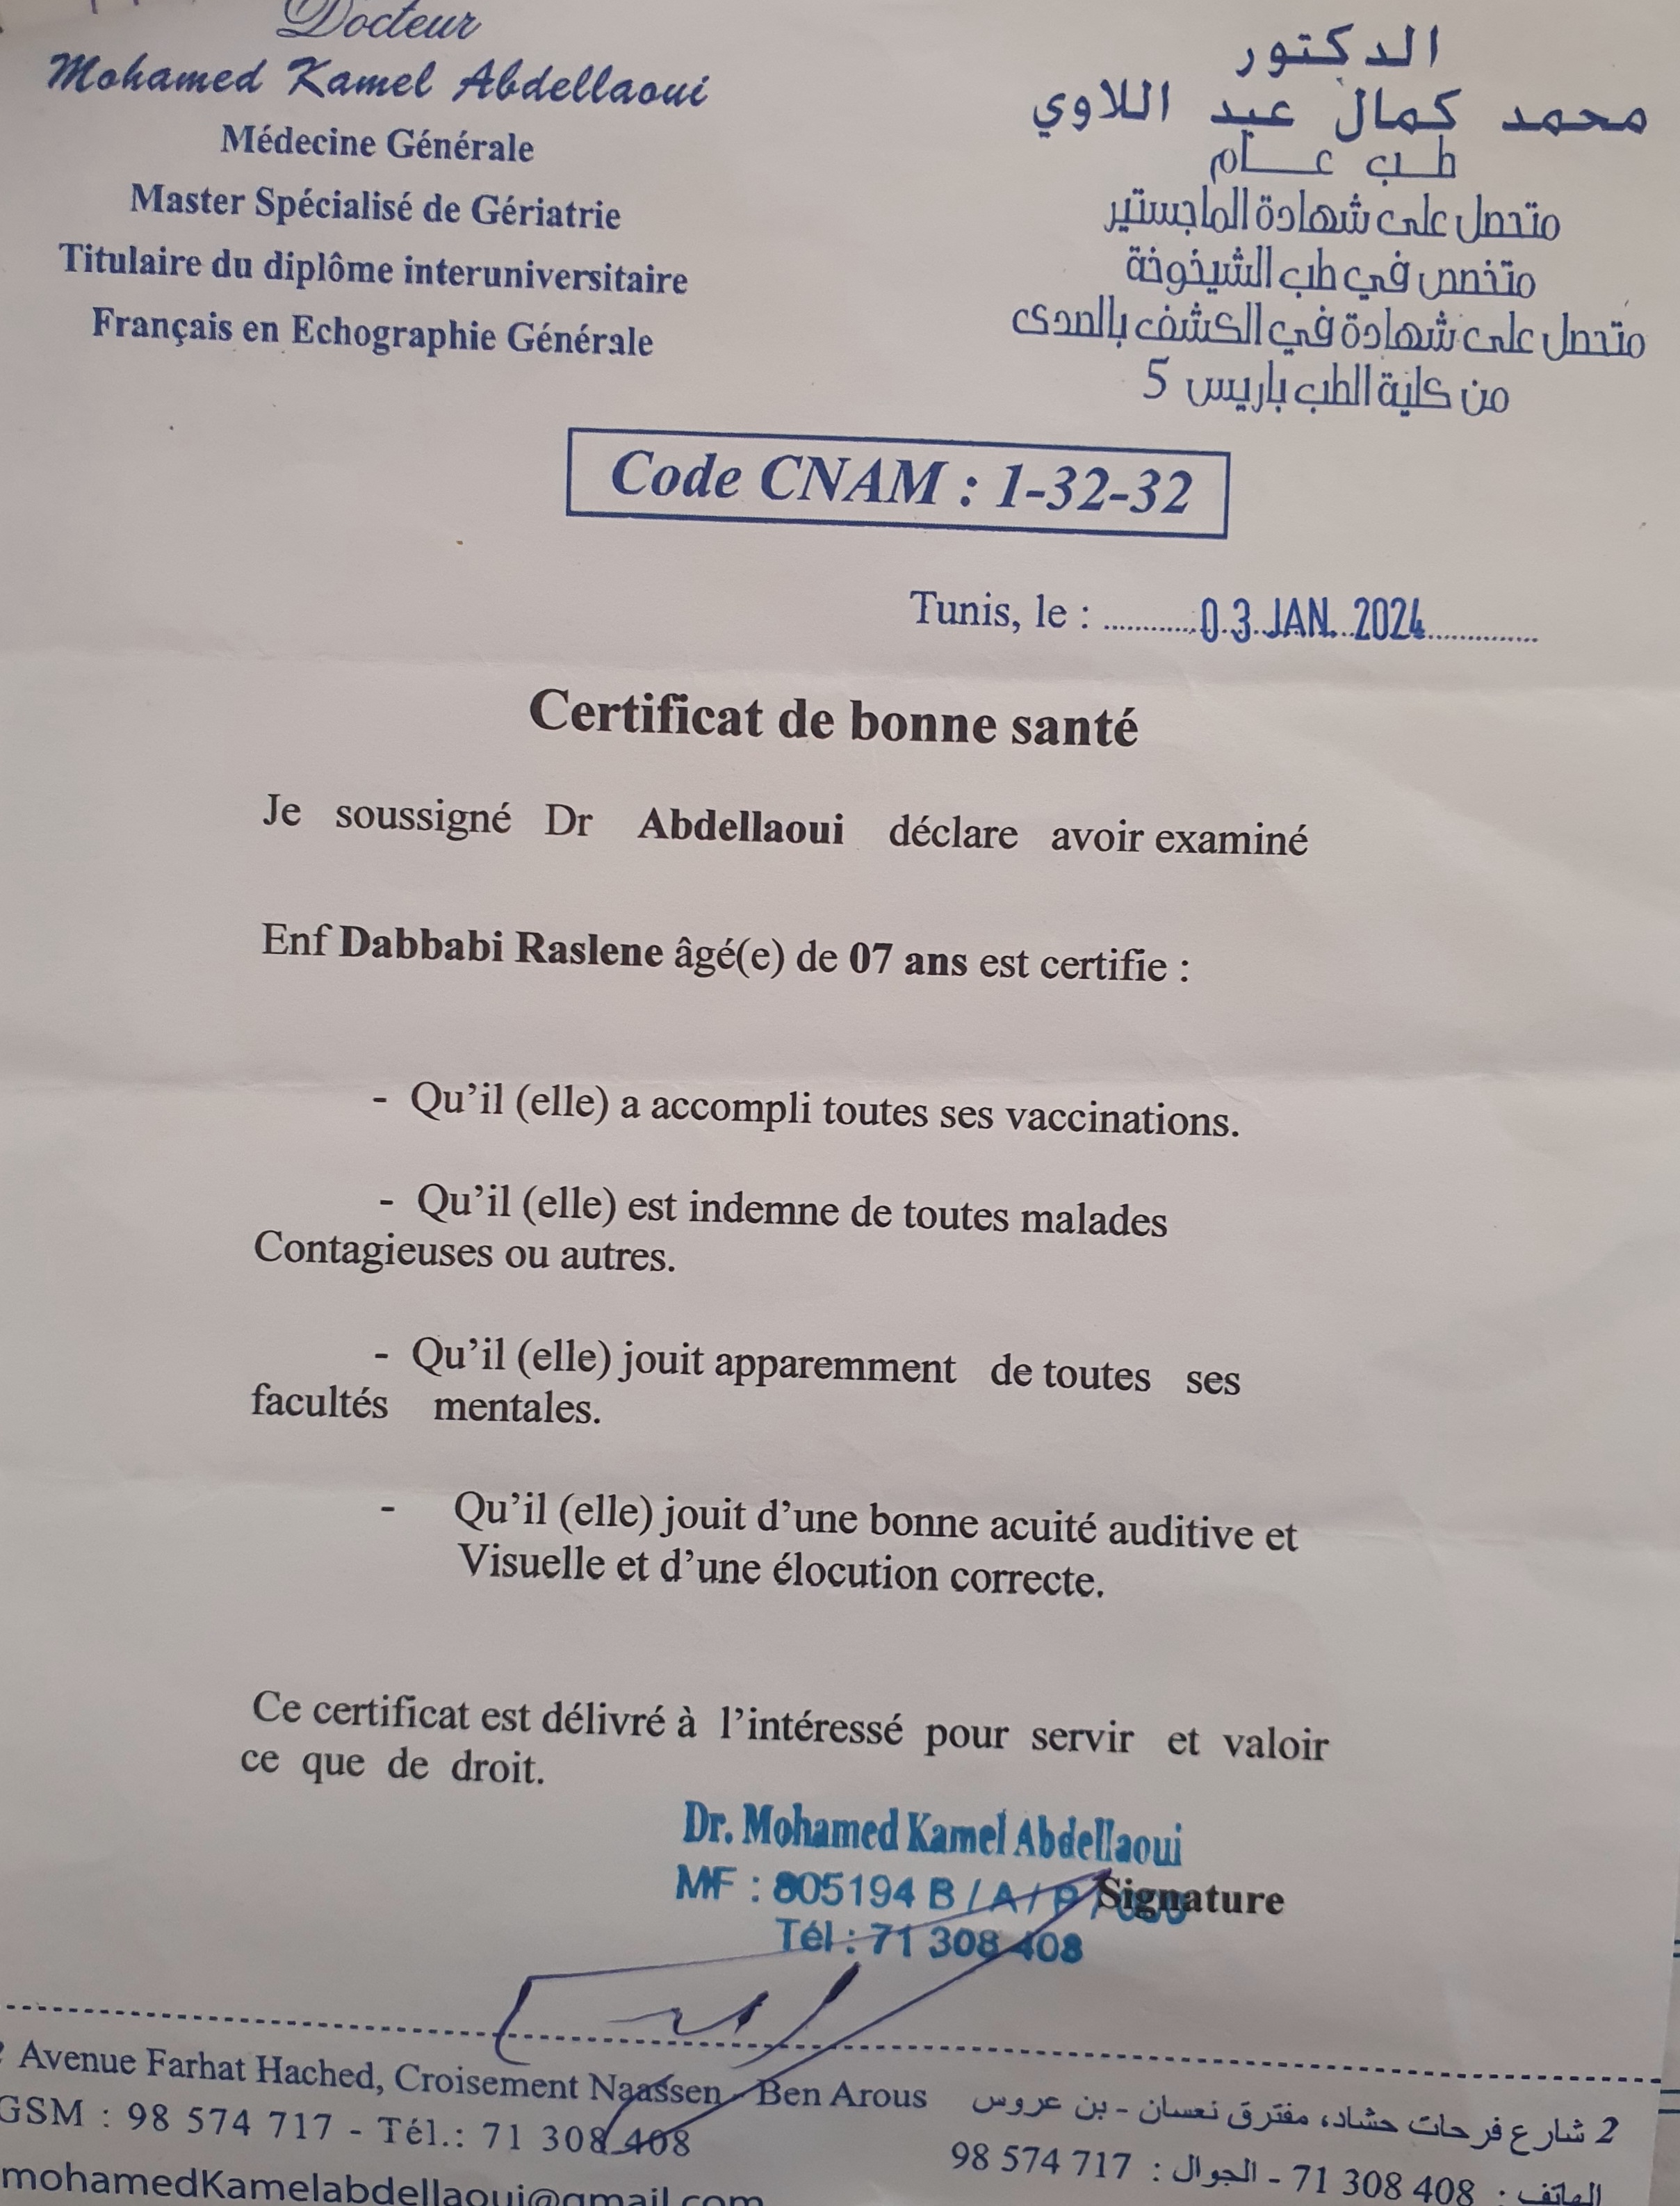 Docteur
Mohamed Kamel Abdellaoui
Médecine Générale
Master Spécialisé de Gériatrie
Titulaire du diplôme interuniversitaire
Français en Echographie Générale
الدكتور
محمد كمال عبد اللاوي
طب عام
متحصل على شهادة الماجستير
متخصص في طب الشيخوخة
متحصل على شهادة في الكشف بالصدى
من كلية الطب باريس 5
Code CNAM : 1-32-32
Tunis, le : 03 JAN. 2024
Certificat de bonne santé
Je soussigné Dr Abdellaoui déclare avoir examiné
Enf Dabbabi Raslene âgé(e) de 07 ans est certifie :
- Qu’il (elle) a accompli toutes ses vaccinations.
- Qu’il (elle) est indemne de toutes malades
Contagieuses ou autres.
- Qu’il (elle) jouit apparemment de toutes ses
facultés mentales.
- Qu’il (elle) jouit d’une bonne acuité auditive et
Visuelle et d’une élocution correcte.
Ce certificat est délivré à l’intéressé pour servir et valoir
ce que de droit.
Dr. Mohamed Kamel Abdellaoui
MF : 805194 B / A / P /
Signature
Tél : 71 308 408
Avenue Farhat Hached, Croisement Naassen - Ben Arous
GSM : 98 574 717 - Tél.: 71 308 408
mohamedKamelabdellaoui@gmail.com
2 شارع فرحات حشاد، مفترق نعسان - بن عروس
الهاتف : 71 308 408 - الجوال : 98 574 717